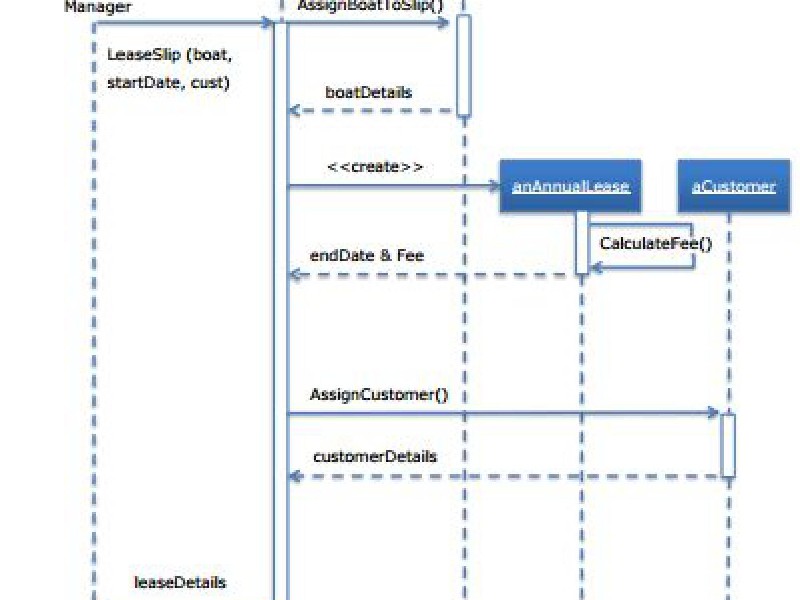 Manager
AssignBoatToSlip()
LeaseSlip (boat,
startDate, cust)
boatDetails
<<create>>
anAnnualLease
aCustomer
CalculateFee()
endDate & Fee
AssignCustomer()
customerDetails
leaseDetails